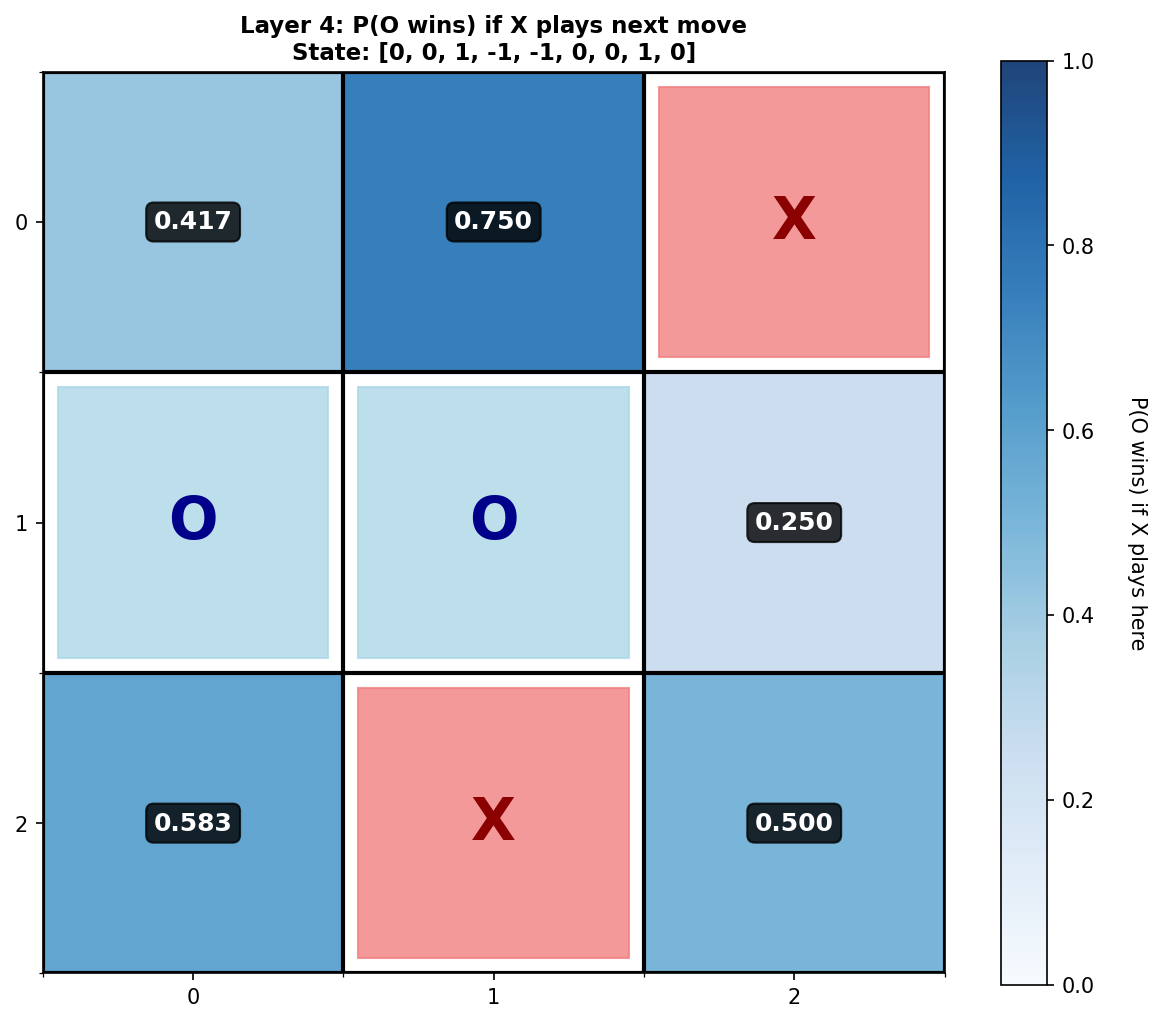 Layer 4: P(O wins) if X plays next move
State: [0, 0, 1, -1, -1, 0, 0, 1, 0]
0
0.417
0.750
X
1
O
O
0.250
2
0.583
X
0.500
0
1
2
1.0
0.8
0.6
0.4
0.2
0.0
P(O wins) if X plays here